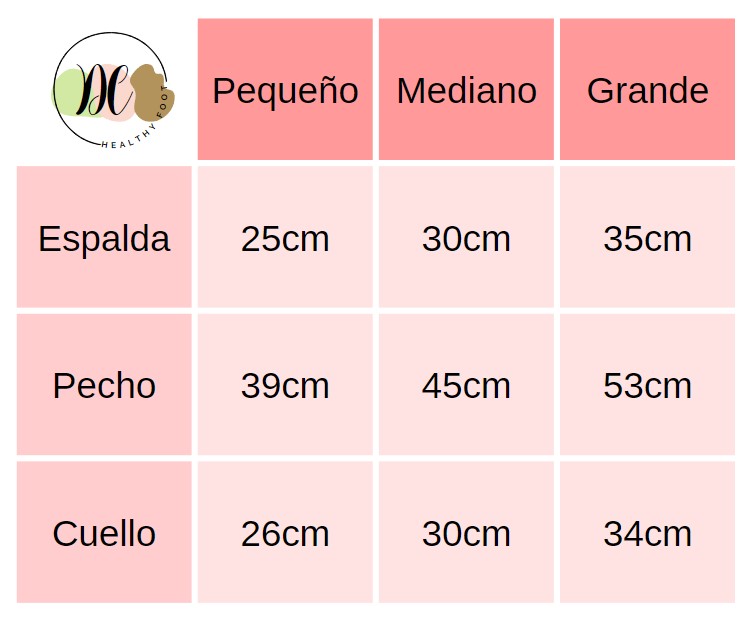 DC
HEALTHY FOOT
Pequeño Mediano Grande
Espalda 25cm 30cm 35cm
Pecho 39cm 45cm 53cm
Cuello 26cm 30cm 34cm